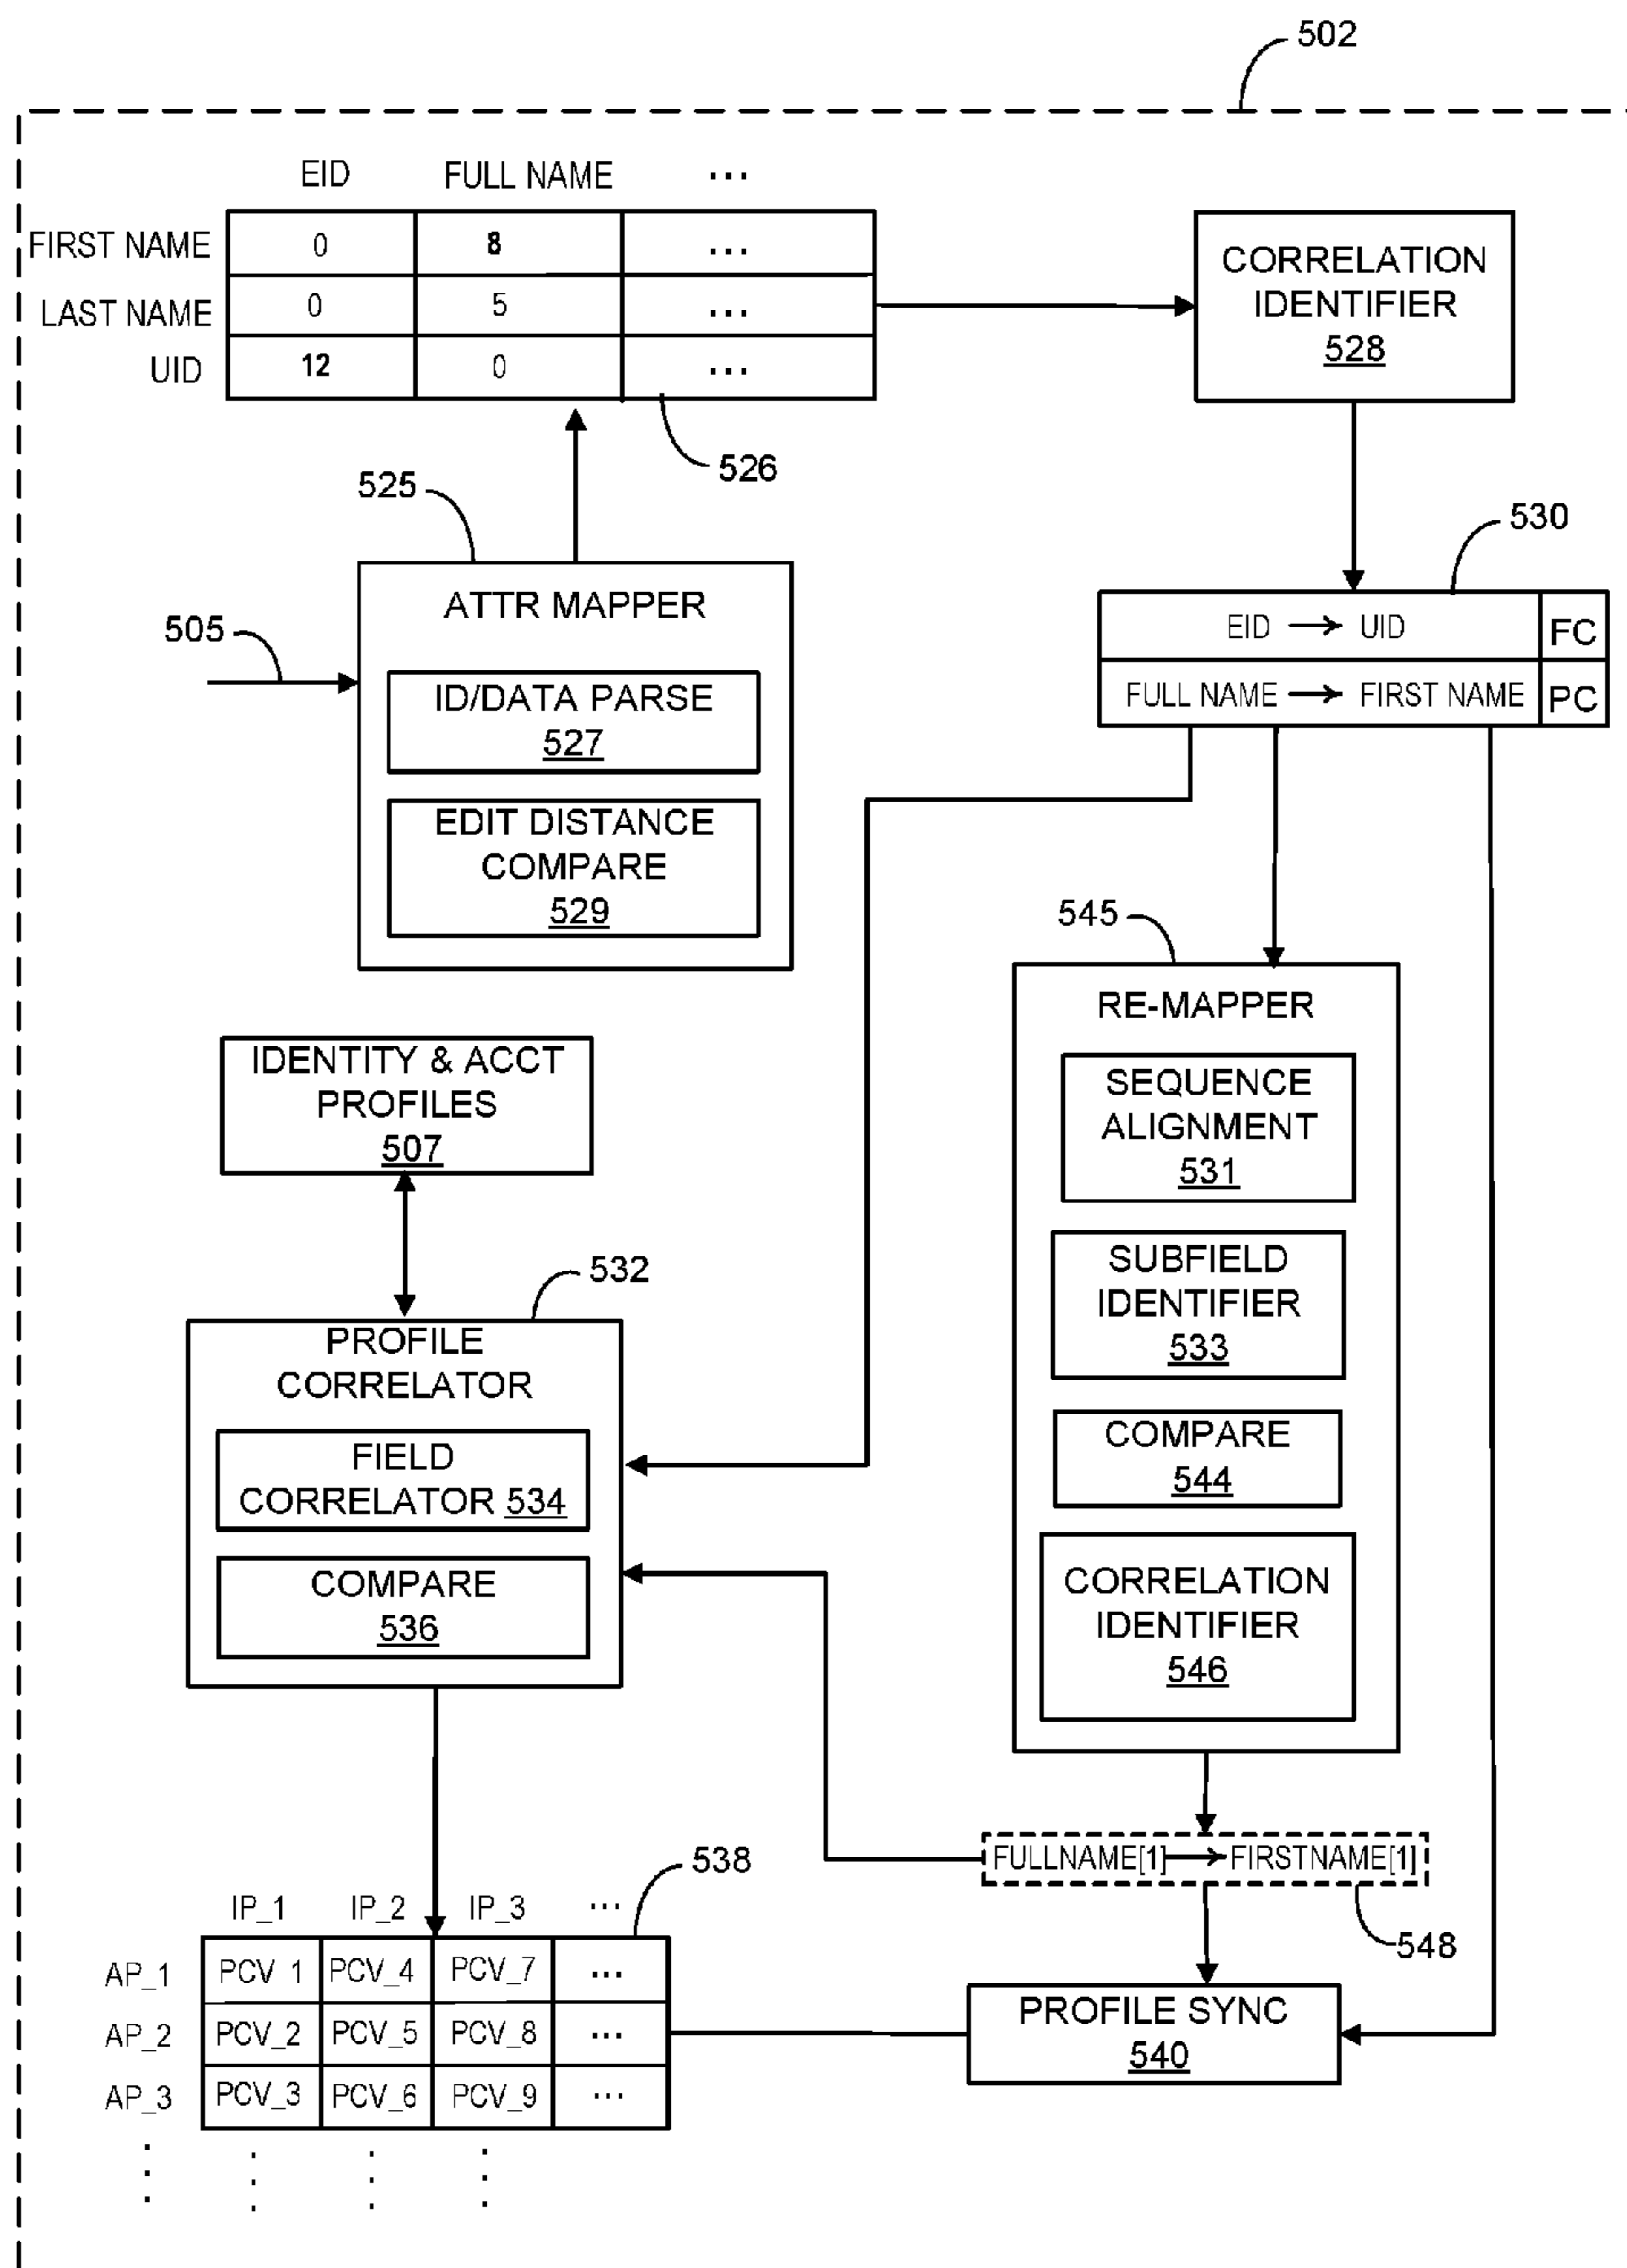 502
EID FULL NAME ...
FIRST NAME 0 8 ...
LAST NAME 0 5 ...
UID 12 0 ...
526
CORRELATION
IDENTIFIER
528
525
ATTR MAPPER
505
ID/DATA PARSE
527
EDIT DISTANCE
COMPARE
529
530
EID → UID FC
FULL NAME → FIRST NAME PC
545
RE-MAPPER
SEQUENCE
ALIGNMENT
531
SUBFIELD
IDENTIFIER
533
COMPARE
544
CORRELATION
IDENTIFIER
546
IDENTITY & ACCT
PROFILES
507
532
PROFILE
CORRELATOR
FIELD
CORRELATOR 534
COMPARE
536
FULLNAME[1] → FIRSTNAME[1]
548
538
IP_1 IP_2 IP_3 ...
AP_1 PCV_1 PCV_4 PCV_7 ...
AP_2 PCV_2 PCV_5 PCV_8 ...
AP_3 PCV_3 PCV_6 PCV_9 ...
PROFILE SYNC
540